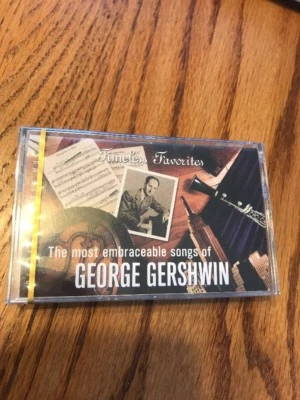 Timeless Favorites
The most embraceable songs of
GEORGE GERSHWIN